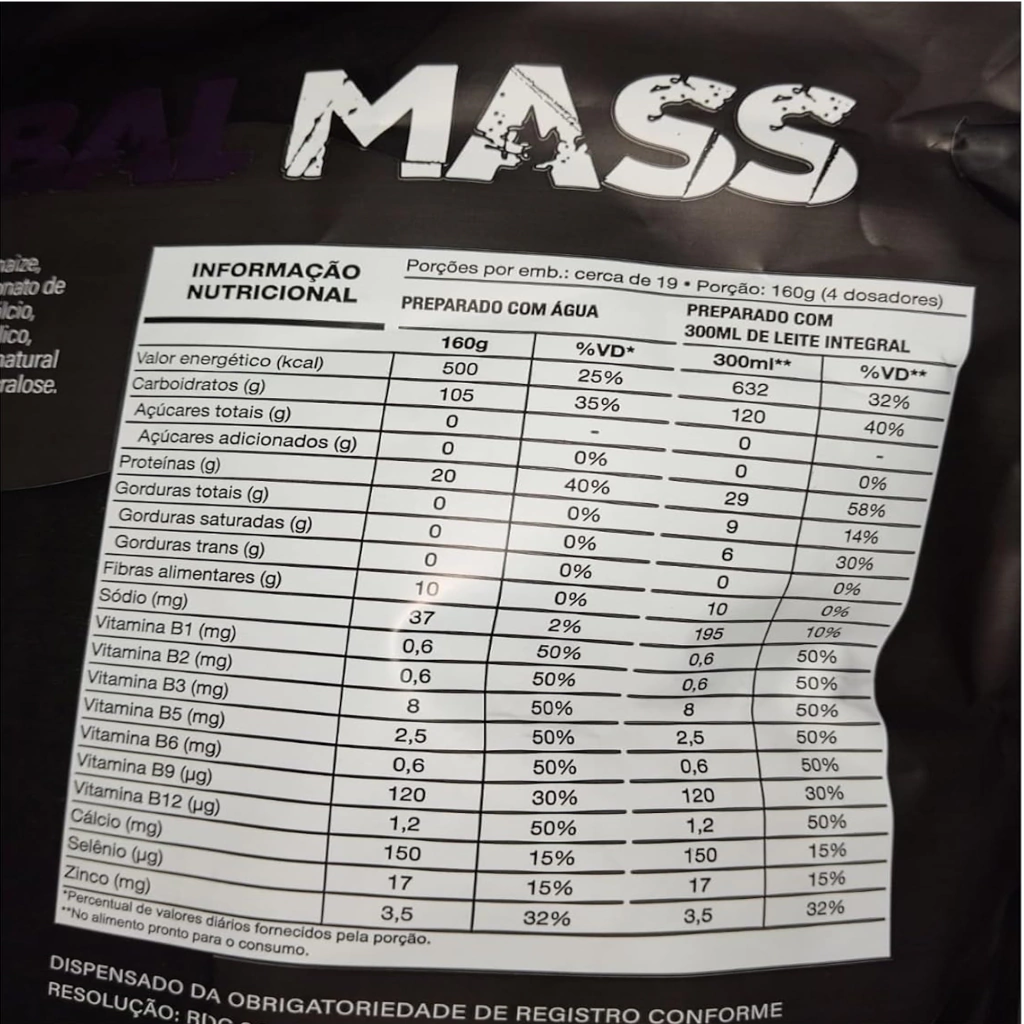 BAL MASS
maize,
nato de
lcio,
lico,
natural
ralose.
INFORMAÇÃO
NUTRICIONAL
Porções por emb.: cerca de 19 • Porção: 160g (4 dosadores)
PREPARADO COM ÁGUA
PREPARADO COM
300ML DE LEITE INTEGRAL
160g %VD* 300ml** %VD**
Valor energético (kcal) 500 25% 632 32%
Carboidratos (g) 105 35% 120 40%
Açúcares totais (g) 0 - 0 -
Açúcares adicionados (g) 0 0% 0 0%
Proteínas (g) 20 40% 29 58%
Gorduras totais (g) 0 0% 9 14%
Gorduras saturadas (g) 0 0% 6 30%
Gorduras trans (g) 0 0% 0 0%
Fibras alimentares (g) 10 0% 10 0%
Sódio (mg) 37 2% 195 10%
Vitamina B1 (mg) 0,6 50% 0,6 50%
Vitamina B2 (mg) 0,6 50% 0,6 50%
Vitamina B3 (mg) 8 50% 8 50%
Vitamina B5 (mg) 2,5 50% 2,5 50%
Vitamina B6 (mg) 0,6 50% 0,6 50%
Vitamina B9 (µg) 120 30% 120 30%
Vitamina B12 (µg) 1,2 50% 1,2 50%
Cálcio (mg) 150 15% 150 15%
Selênio (µg) 17 15% 17 15%
Zinco (mg) 3,5 32% 3,5 32%
*Percentual de valores diários fornecidos pela porção.
**No alimento pronto para o consumo.
DISPENSADO DA OBRIGATORIEDADE DE REGISTRO CONFORME
RESOLUÇÃO: RDC